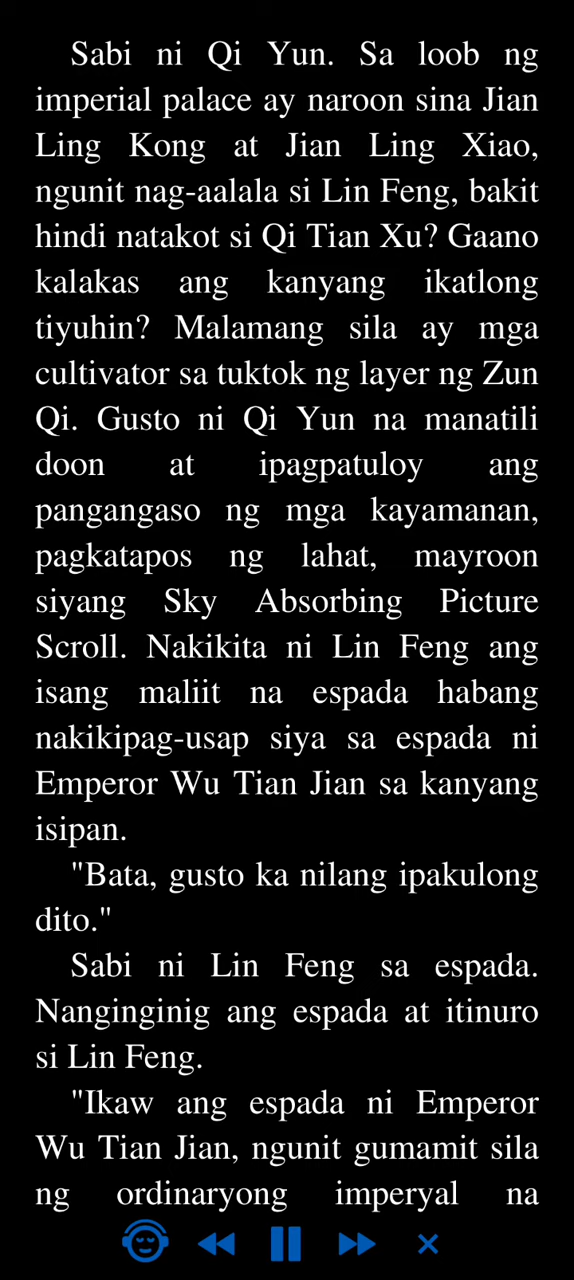 Sabi ni Qi Yun. Sa loob ng
imperial palace ay naroon sina Jian
Ling Kong at Jian Ling Xiao,
ngunit nag-aalala si Lin Feng, bakit
hindi natakot si Qi Tian Xu? Gaano
kalakas ang kanyang ikatlong
tiyuhin? Malamang sila ay mga
cultivator sa tuktok ng layer ng Zun
Qi. Gusto ni Qi Yun na manatili
doon at ipagpatuloy ang
pangangaso ng mga kayamanan,
pagkatapos ng lahat, mayroon
siyang Sky Absorbing Picture
Scroll. Nakikita ni Lin Feng ang
isang maliit na espada habang
nakikipag-usap siya sa espada ni
Emperor Wu Tian Jian sa kanyang
isipan.
"Bata, gusto ka nilang ipakulong
dito."
Sabi ni Lin Feng sa espada.
Nanginginig ang espada at itinuro
si Lin Feng.
"Ikaw ang espada ni Emperor
Wu Tian Jian, ngunit gumamit sila
ng ordinaryong imperyal na